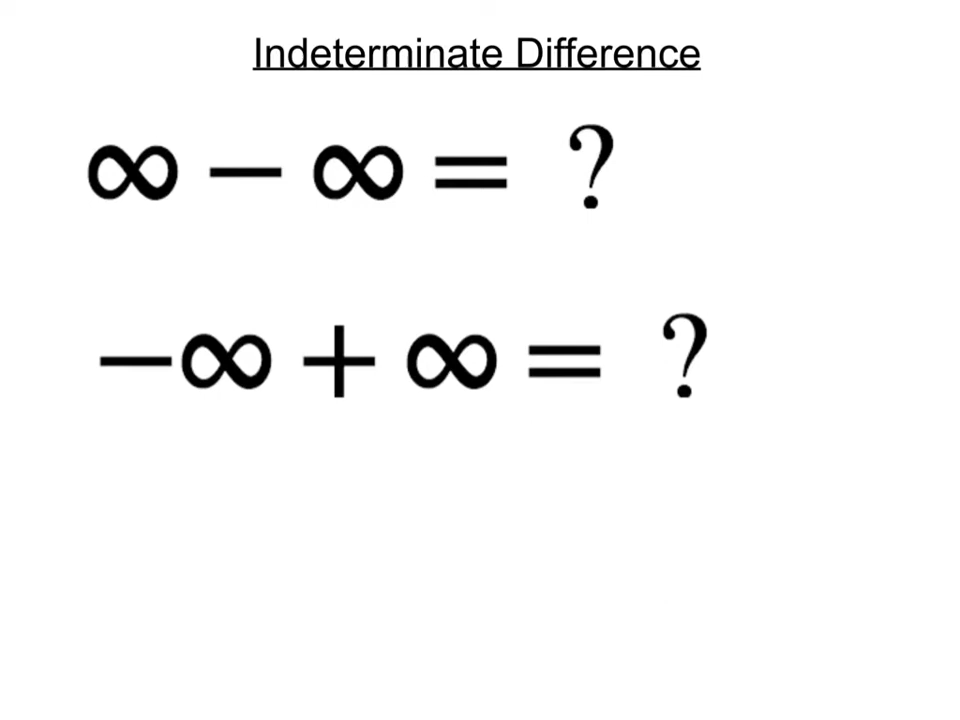 Indeterminate Difference
∞ − ∞ = ?
−∞ + ∞ = ?